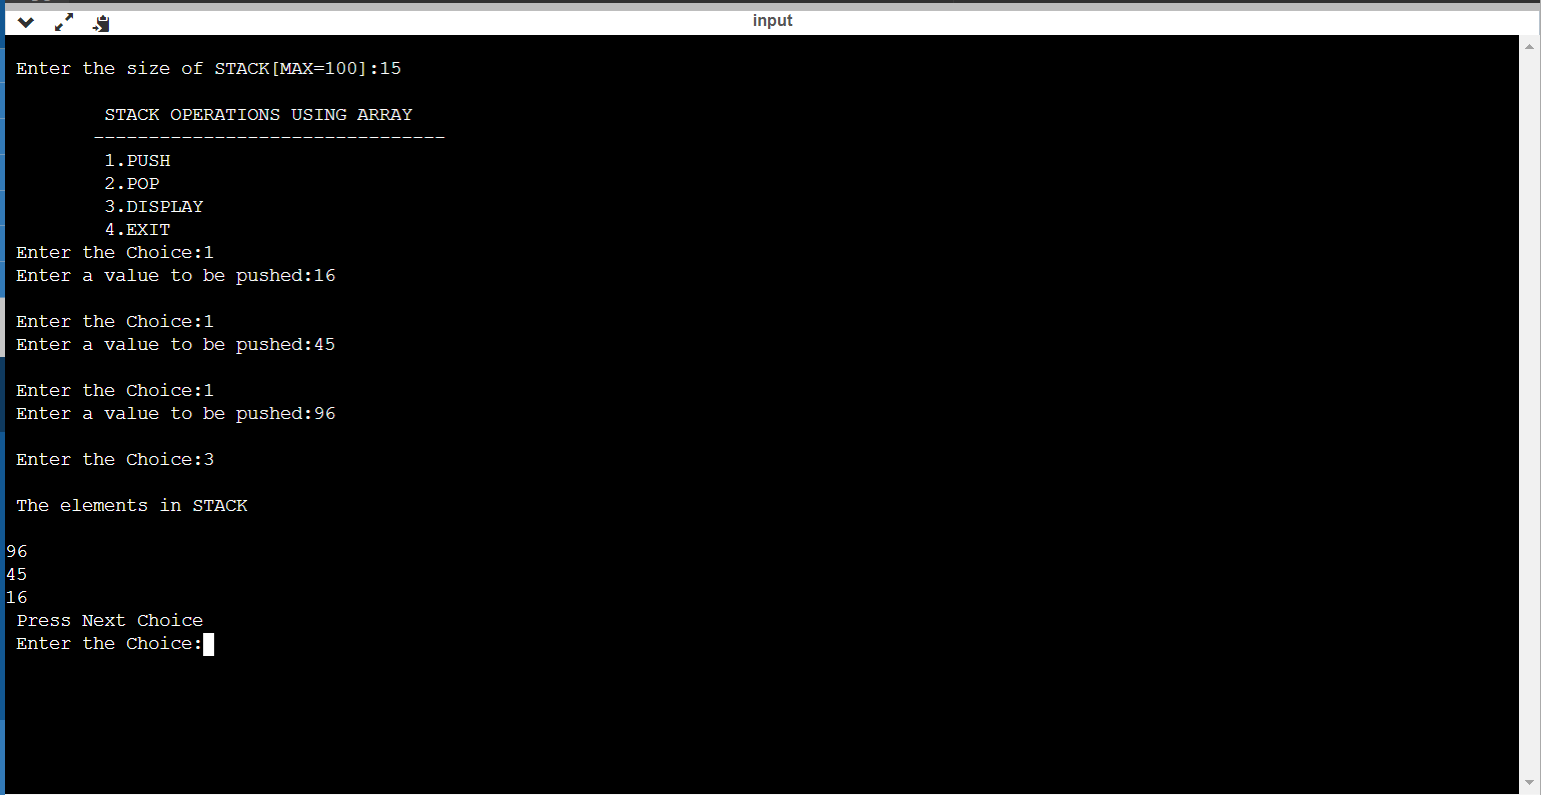 input
Enter the size of STACK[MAX=100]:15
STACK OPERATIONS USING ARRAY
--------------------------------
1.PUSH
2.POP
3.DISPLAY
4.EXIT
Enter the Choice:1
Enter a value to be pushed:16
Enter the Choice:1
Enter a value to be pushed:45
Enter the Choice:1
Enter a value to be pushed:96
Enter the Choice:3
The elements in STACK
96
45
16
Press Next Choice
Enter the Choice: